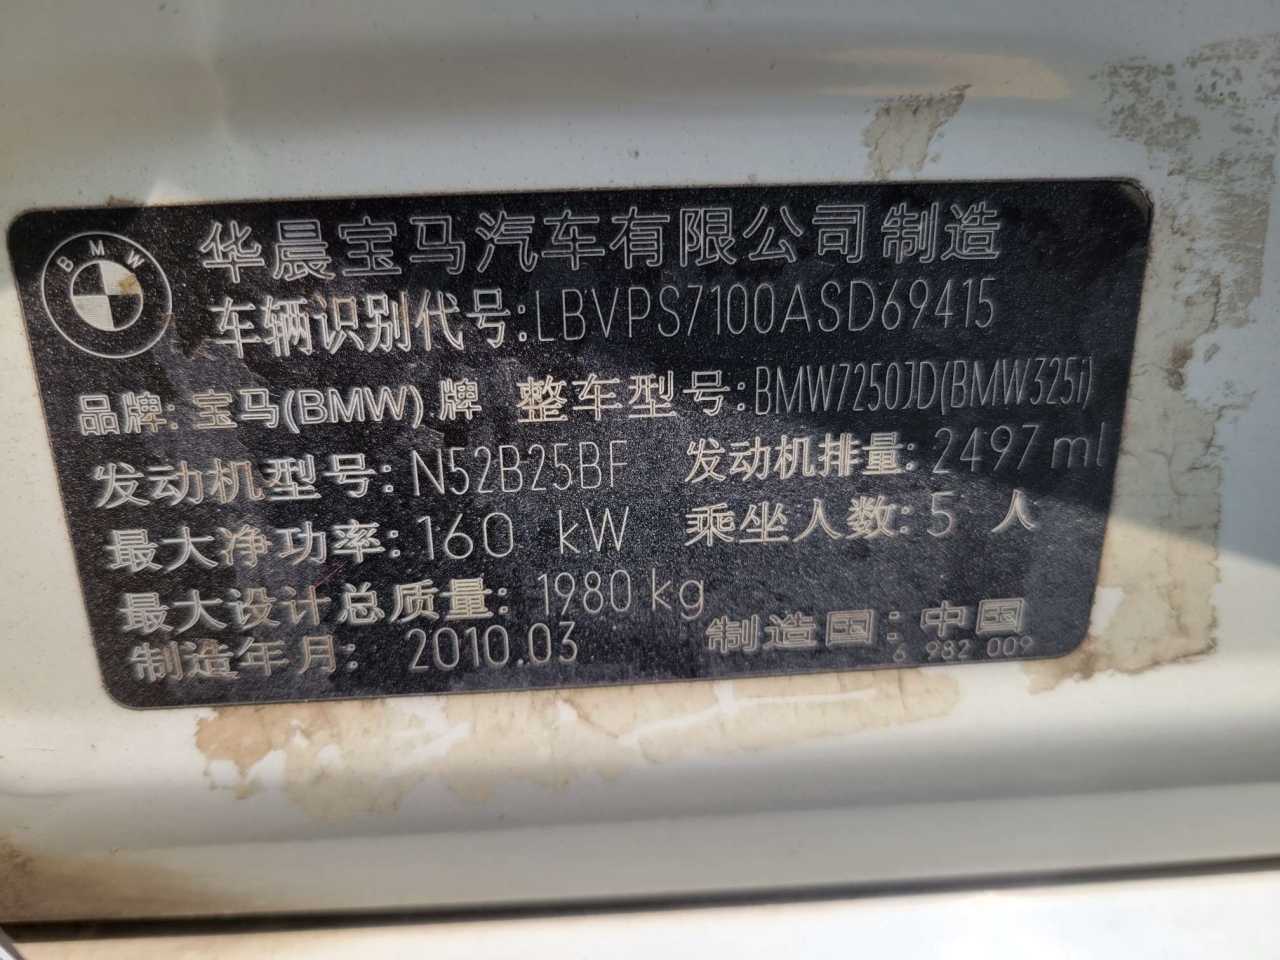 BMW
华晨宝马汽车有限公司制造
车辆识别代号:LBVPS7100ASD69415
品牌: 宝马(BMW)牌 整车型号:BMW7250JD(BMW325i)
发动机型号: N52B25BF 发动机排量: 2497 ml
最大净功率: 160 kW 乘坐人数: 5 人
最大设计总质量: 1980 kg
制造年月: 2010.03 制造国: 中国
6 982 009